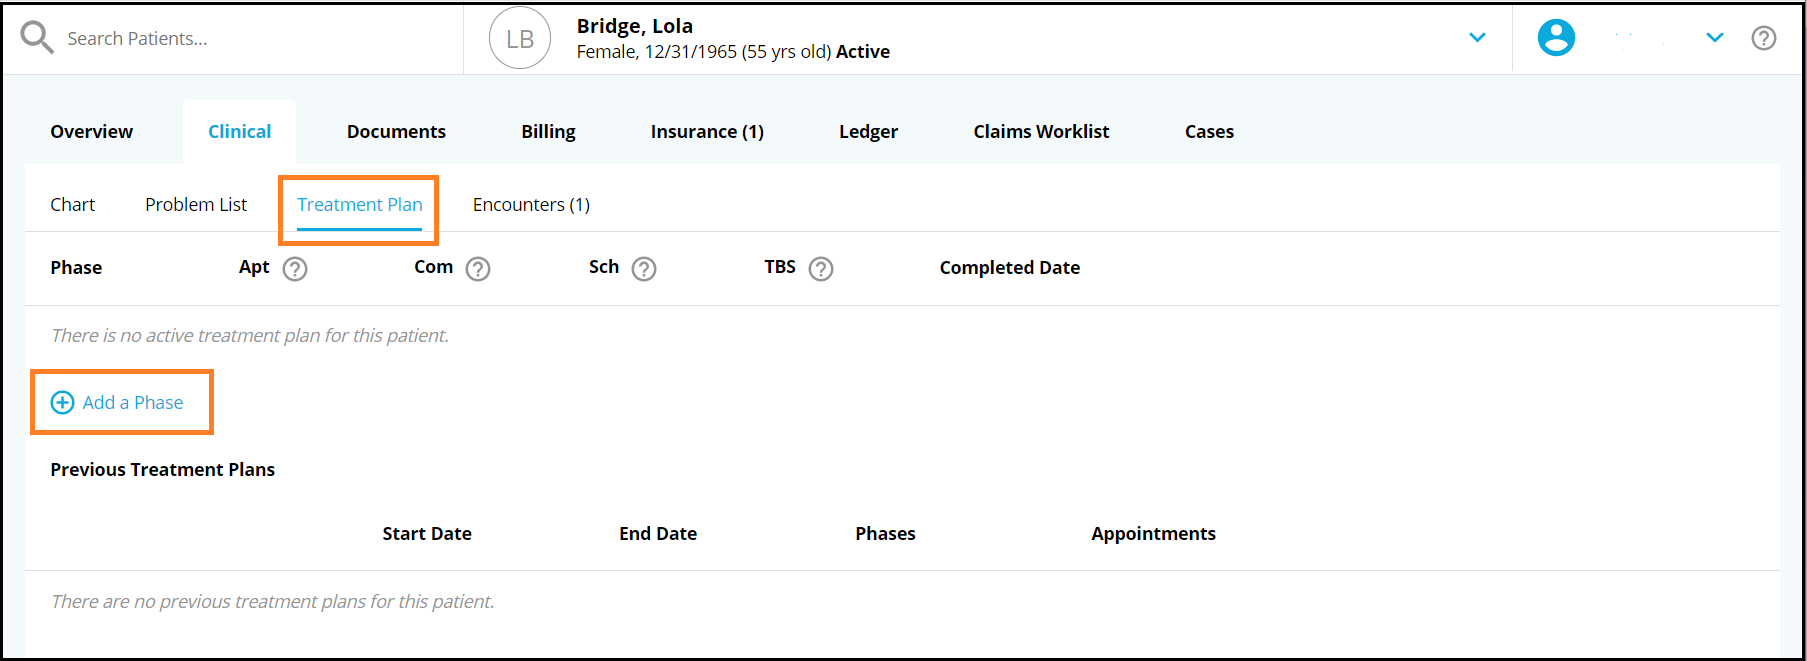 Search Patients...
LB
Bridge, Lola
Female, 12/31/1965 (55 yrs old) Active
Overview Clinical Documents Billing Insurance (1) Ledger Claims Worklist Cases
Chart Problem List Treatment Plan Encounters (1)
Phase Apt ? Com ? Sch ? TBS ? Completed Date
There is no active treatment plan for this patient.
Add a Phase
Previous Treatment Plans
Start Date End Date Phases Appointments
There are no previous treatment plans for this patient.